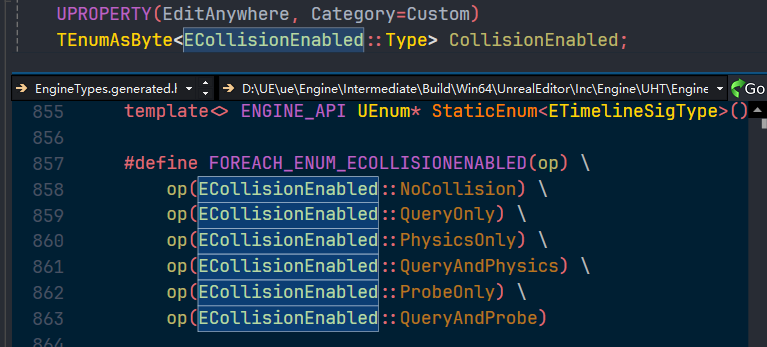 UPROPERTY(EditAnywhere, Category=Custom)
TEnumAsByte<ECollisionEnabled::Type> CollisionEnabled;
EngineTypes.generated.h D:\UE\ue\Engine\Intermediate\Build\Win64\UnrealEditor\Inc\Engine\UHT\Engine Go
855 template<> ENGINE_API UEnum* StaticEnum<ETimelineSigType>()
856
857 #define FOREACH_ENUM_ECOLLISIONENABLED(op) \
858 op(ECollisionEnabled::NoCollision) \
859 op(ECollisionEnabled::QueryOnly) \
860 op(ECollisionEnabled::PhysicsOnly) \
861 op(ECollisionEnabled::QueryAndPhysics) \
862 op(ECollisionEnabled::ProbeOnly) \
863 op(ECollisionEnabled::QueryAndProbe)
864